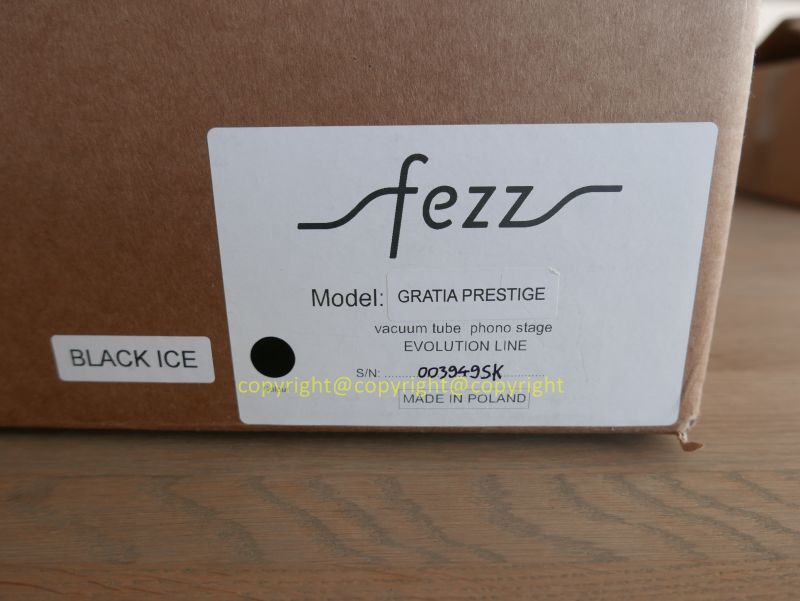 fezz
Model: GRATIA PRESTIGE
vacuum tube phono stage
EVOLUTION LINE
BLACK ICE
S/N: 003949SK
copyright@copyright@copyright
MADE IN POLAND